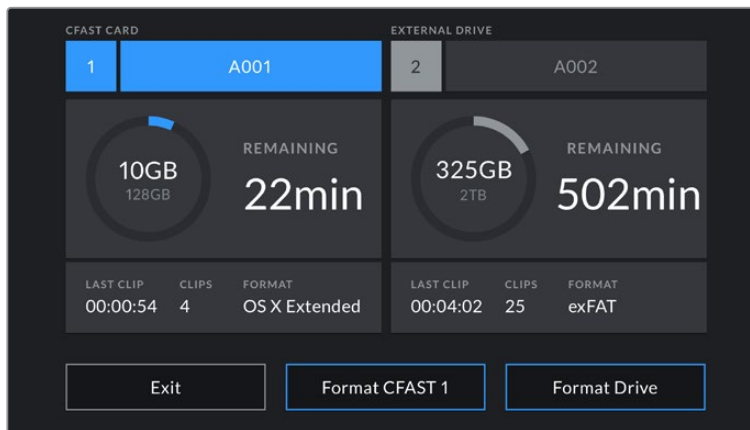 CFAST CARD
1 A001
10GB
128GB
REMAINING
22min
LAST CLIP CLIPS FORMAT
00:00:54 4 OS X Extended
EXTERNAL DRIVE
2 A002
325GB
2TB
REMAINING
502min
LAST CLIP CLIPS FORMAT
00:04:02 25 exFAT
Exit Format CFAST 1 Format Drive